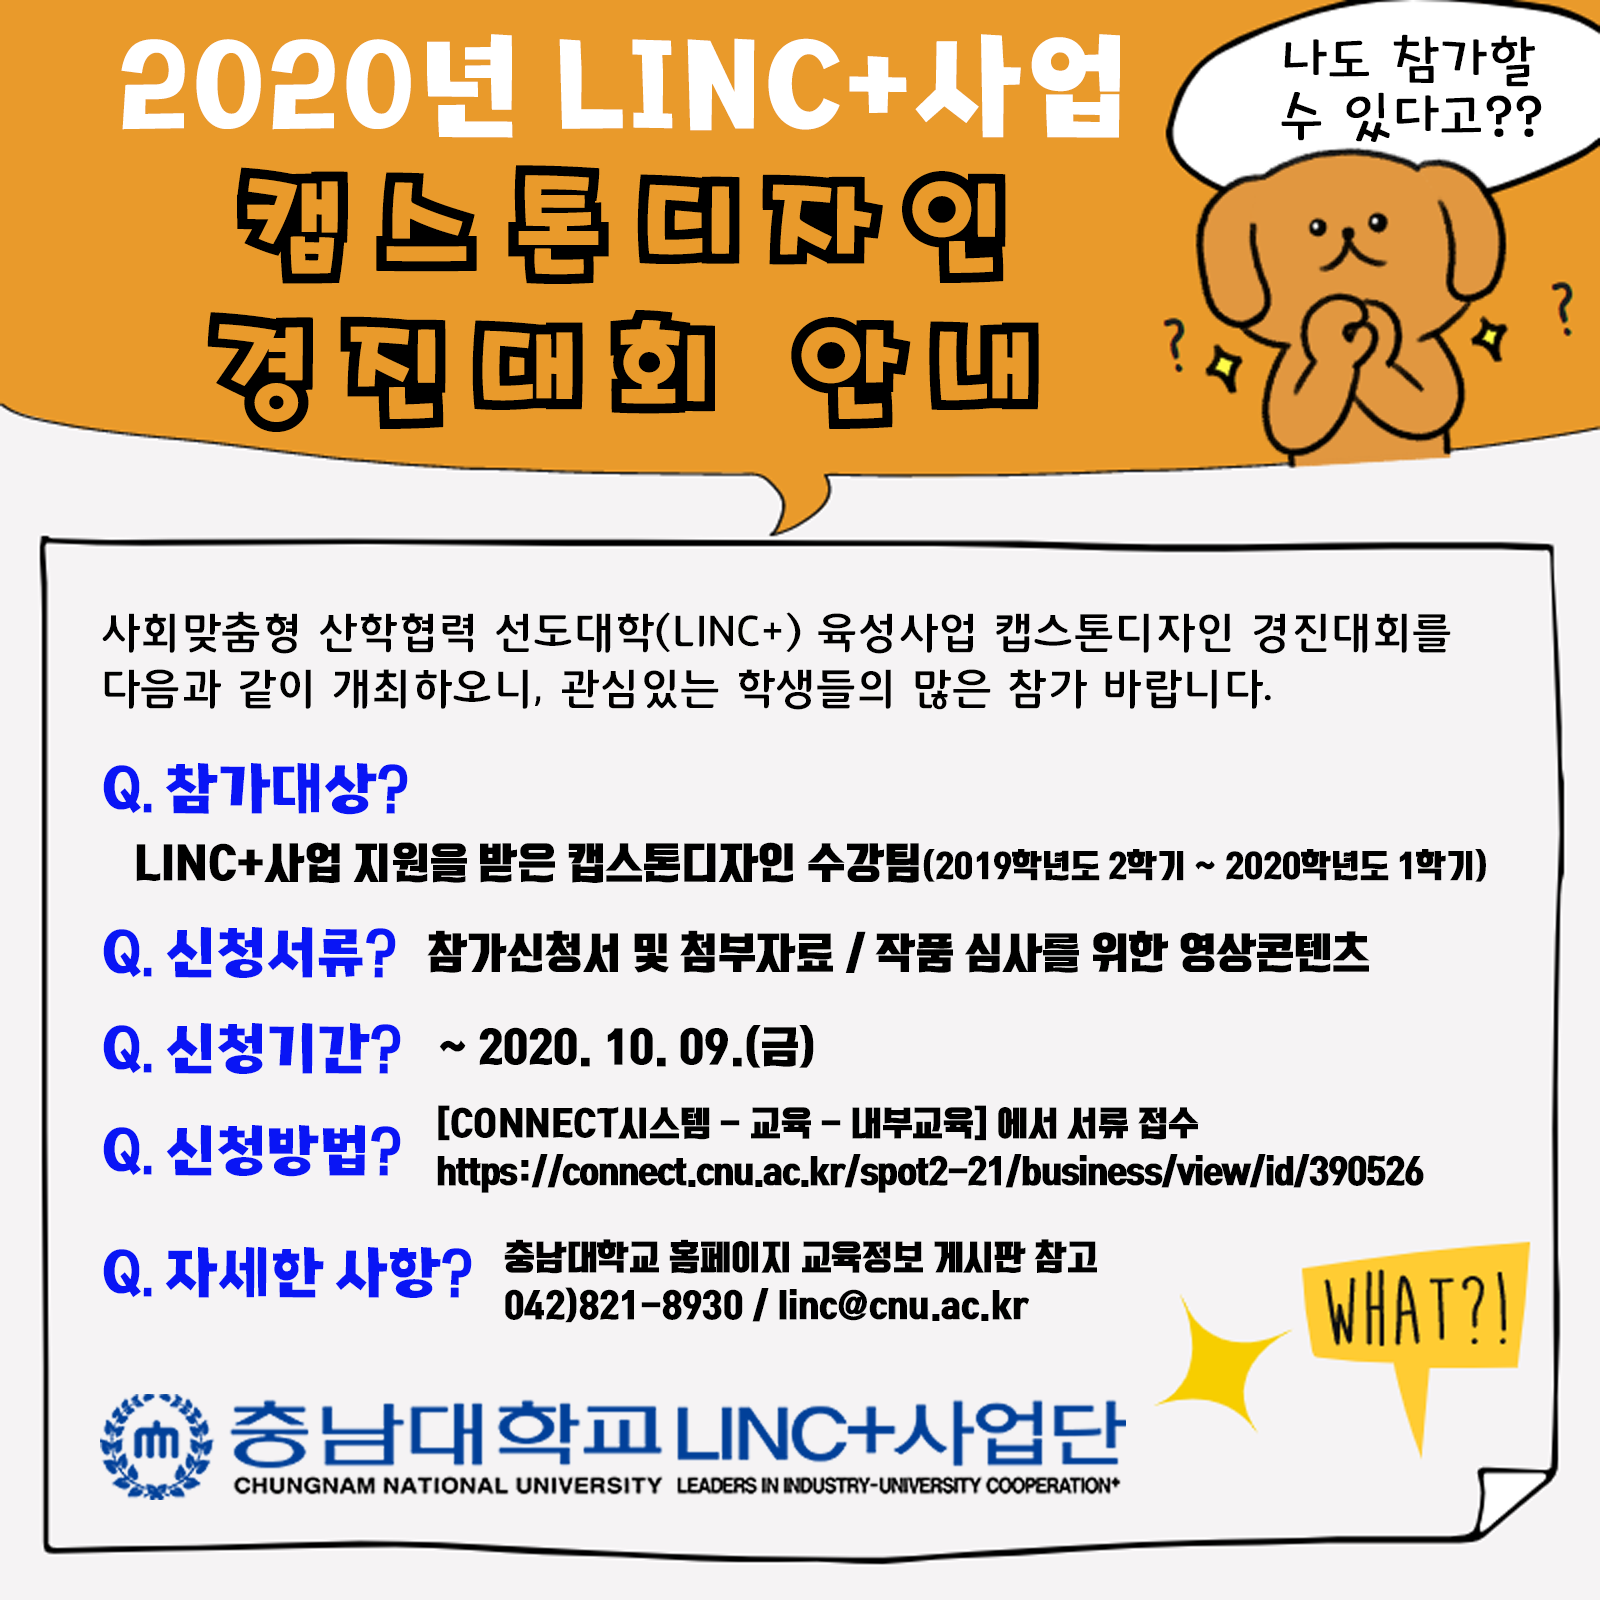 2020년 LINC+사업
캡스톤디자인
경진대회 안내
나도 참가할
수 있다고??
?
?
사회맞춤형 산학협력 선도대학(LINC+) 육성사업 캡스톤디자인 경진대회를
다음과 같이 개최하오니, 관심있는 학생들의 많은 참가 바랍니다.
Q. 참가대상?
LINC+사업 지원을 받은 캡스톤디자인 수강팀(2019학년도 2학기 ~ 2020학년도 1학기)
Q. 신청서류? 참가신청서 및 첨부자료 / 작품 심사를 위한 영상콘텐츠
Q. 신청기간? ~ 2020. 10. 09.(금)
Q. 신청방법? [CONNECT시스템 - 교육 - 내부교육] 에서 서류 접수
https://connect.cnu.ac.kr/spot2-21/business/view/id/390526
Q. 자세한 사항? 충남대학교 홈페이지 교육정보 게시판 참고
042)821-8930 / linc@cnu.ac.kr
WHAT?!
충남대학교 LINC+사업단
CHUNGNAM NATIONAL UNIVERSITY LEADERS IN INDUSTRY-UNIVERSITY COOPERATION+